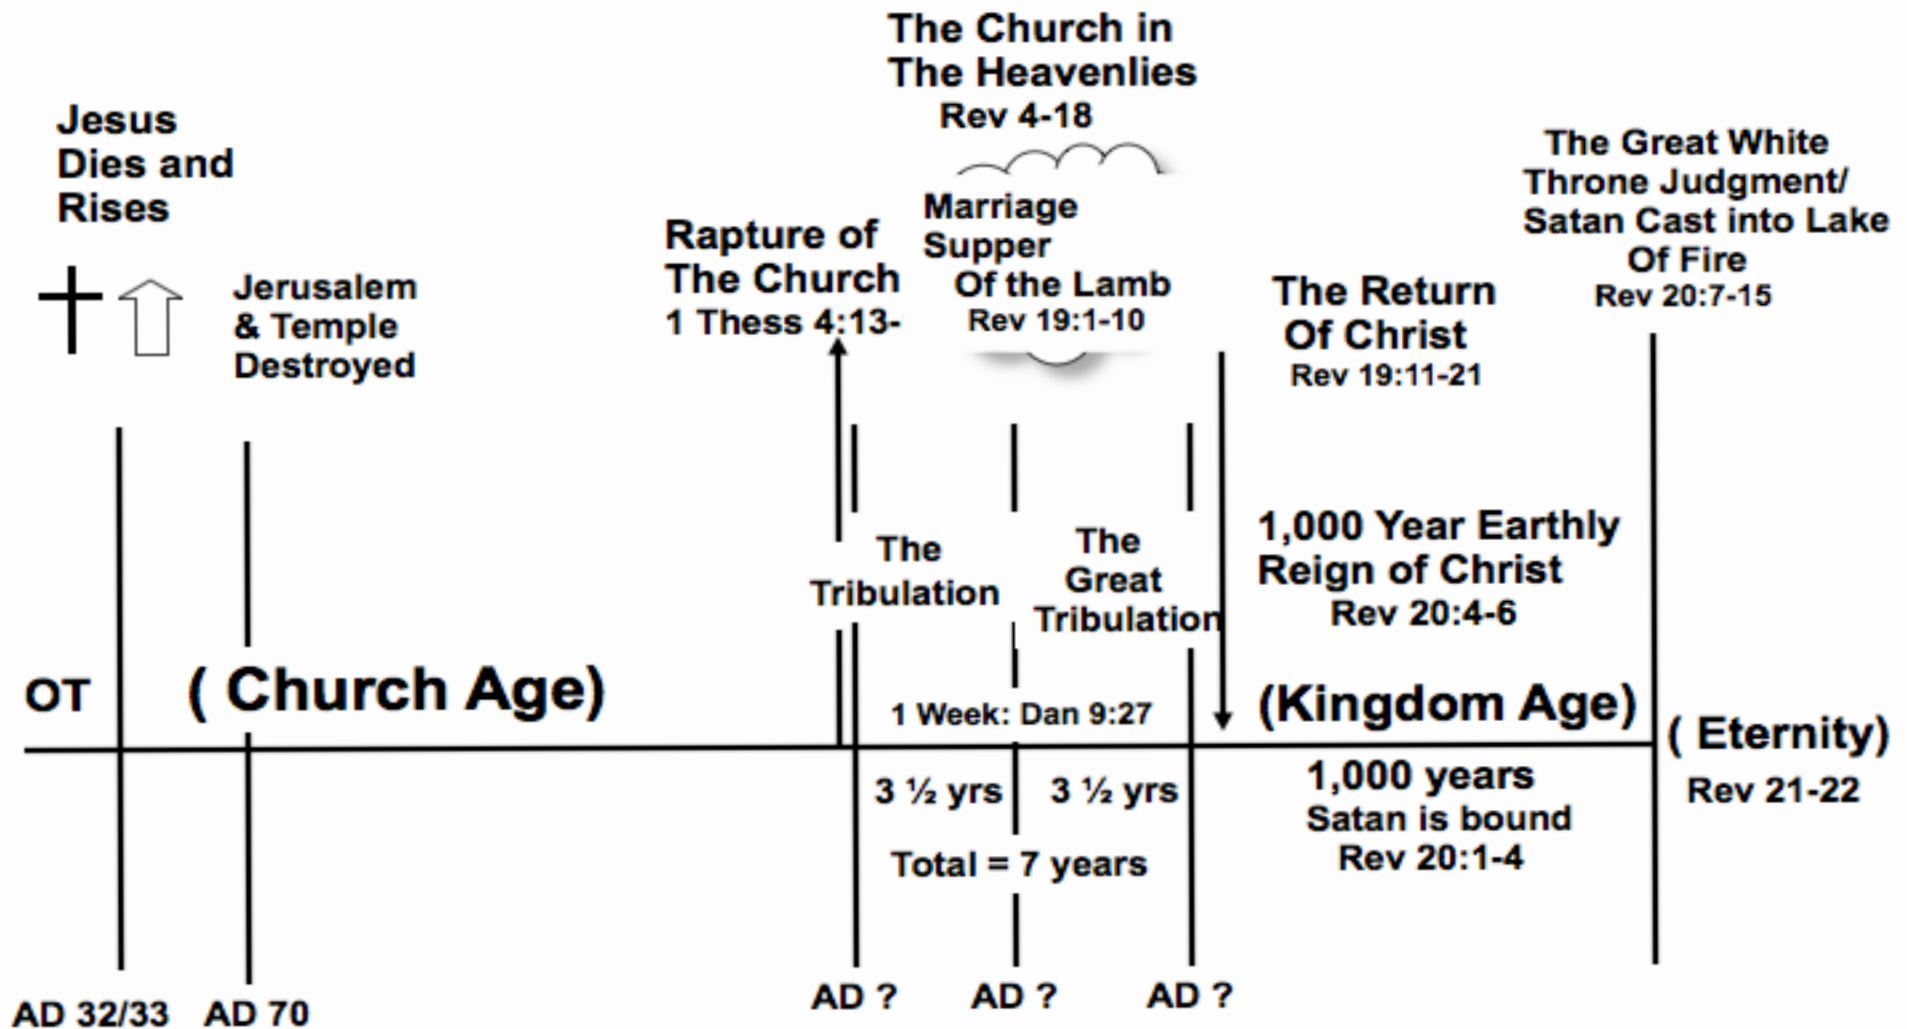 The Church in
The Heavenlies
Rev 4-18
Jesus
Dies and
Rises
Jerusalem
& Temple
Destroyed
Rapture of
The Church
1 Thess 4:13-
Marriage
Supper
Of the Lamb
Rev 19:1-10
The Return
Of Christ
Rev 19:11-21
The Great White
Throne Judgment/
Satan Cast into Lake
Of Fire
Rev 20:7-15
The
Tribulation
The
Great
Tribulation
1,000 Year Earthly
Reign of Christ
Rev 20:4-6
OT
( Church Age)
1 Week: Dan 9:27
(Kingdom Age)
( Eternity)
Rev 21-22
3 ½ yrs
3 ½ yrs
Total = 7 years
1,000 years
Satan is bound
Rev 20:1-4
AD 32/33
AD 70
AD ?
AD ?
AD ?